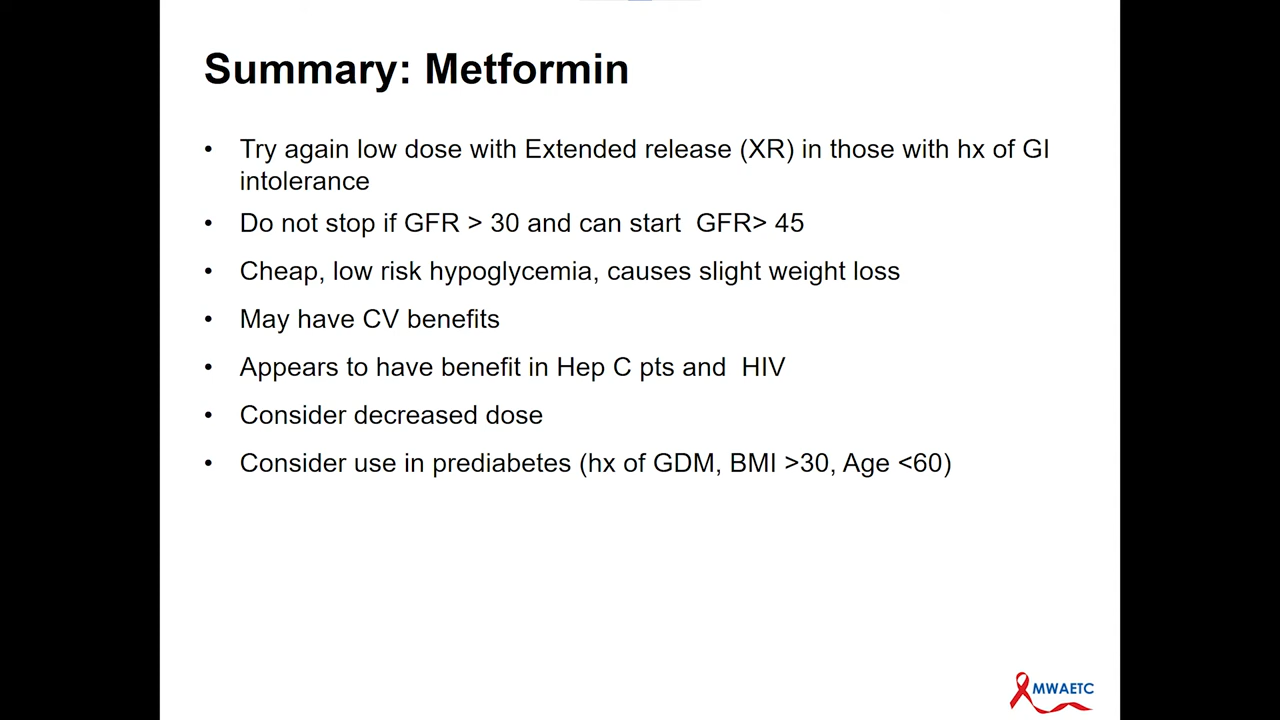 Summary: Metformin
• Try again low dose with Extended release (XR) in those with hx of GI
intolerance
• Do not stop if GFR > 30 and can start  GFR> 45
• Cheap, low risk hypoglycemia, causes slight weight loss
• May have CV benefits
• Appears to have benefit in Hep C pts and  HIV
• Consider decreased dose
• Consider use in prediabetes (hx of GDM, BMI >30, Age <60)
MWAETC